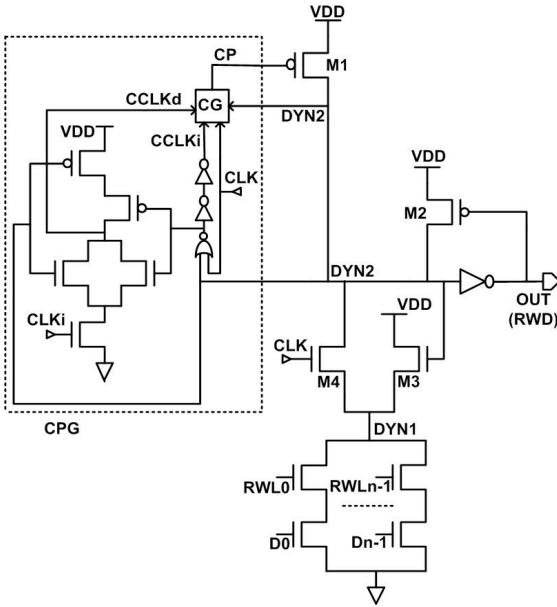 VDD
CP
M1
CCLKd
CG
DYN2
VDD
CCLKi
CLK
VDD
M2
DYN2
OUT
(RWD)
VDD
CLKi
CLK
M4
M3
CPG
DYN1
RWL0
RWLn-1
D0
Dn-1